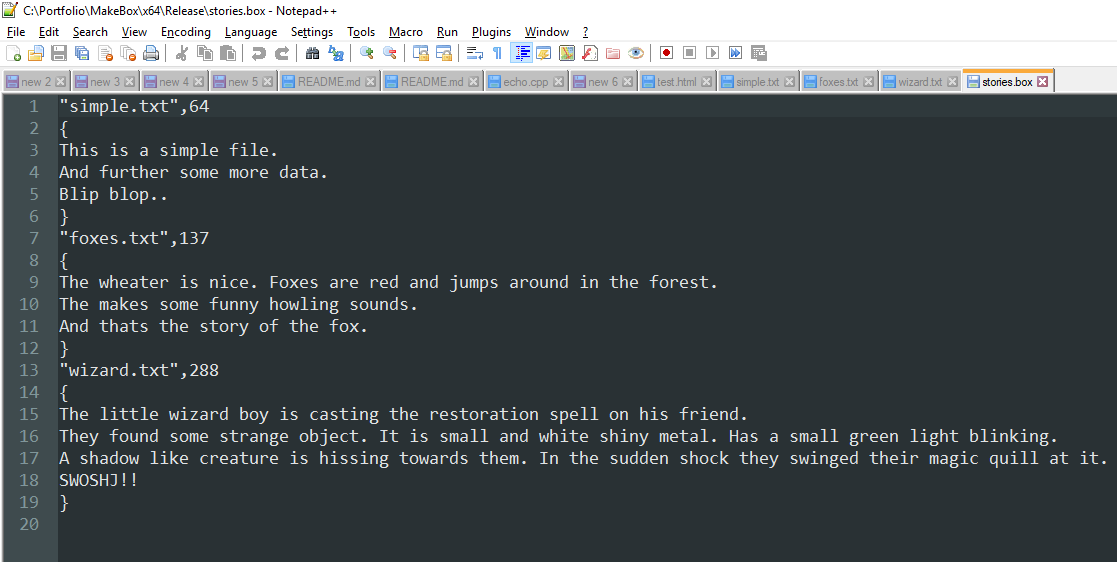 C:\Portfolio\MakeBox\x64\Release\stories.box - Notepad++
File Edit Search View Encoding Language Settings Tools Macro Run Plugins Window ?
new 2 new 3 new 4 new 5 README.md README.md echo.cpp new 6 test.html simple.txt foxes.txt wizard.txt stories.box
1 "simple.txt",64
2 {
3 This is a simple file.
4 And further some more data.
5 Blip blop..
6 }
7 "foxes.txt",137
8 {
9 The wheater is nice. Foxes are red and jumps around in the forest.
10 The makes some funny howling sounds.
11 And thats the story of the fox.
12 }
13 "wizard.txt",288
14 {
15 The little wizard boy is casting the restoration spell on his friend.
16 They found some strange object. It is small and white shiny metal. Has a small green light blinking.
17 A shadow like creature is hissing towards them. In the sudden shock they swinged their magic quill at it.
18 SWOSHJ!!
19 }
20